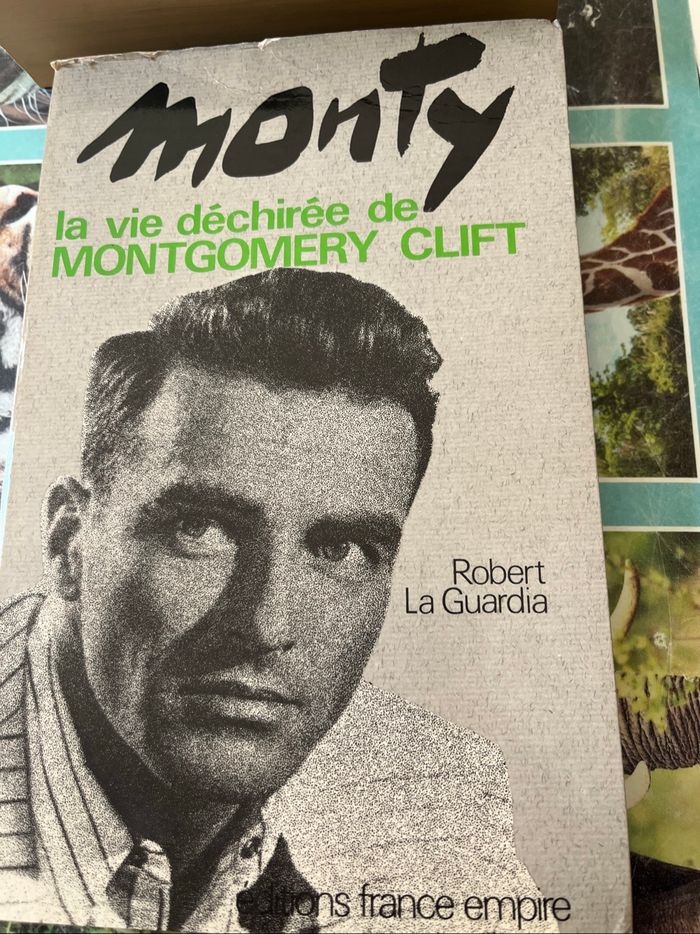 monty
la vie déchirée de
MONTGOMERY CLIFT
Robert
La Guardia
éditions france empire